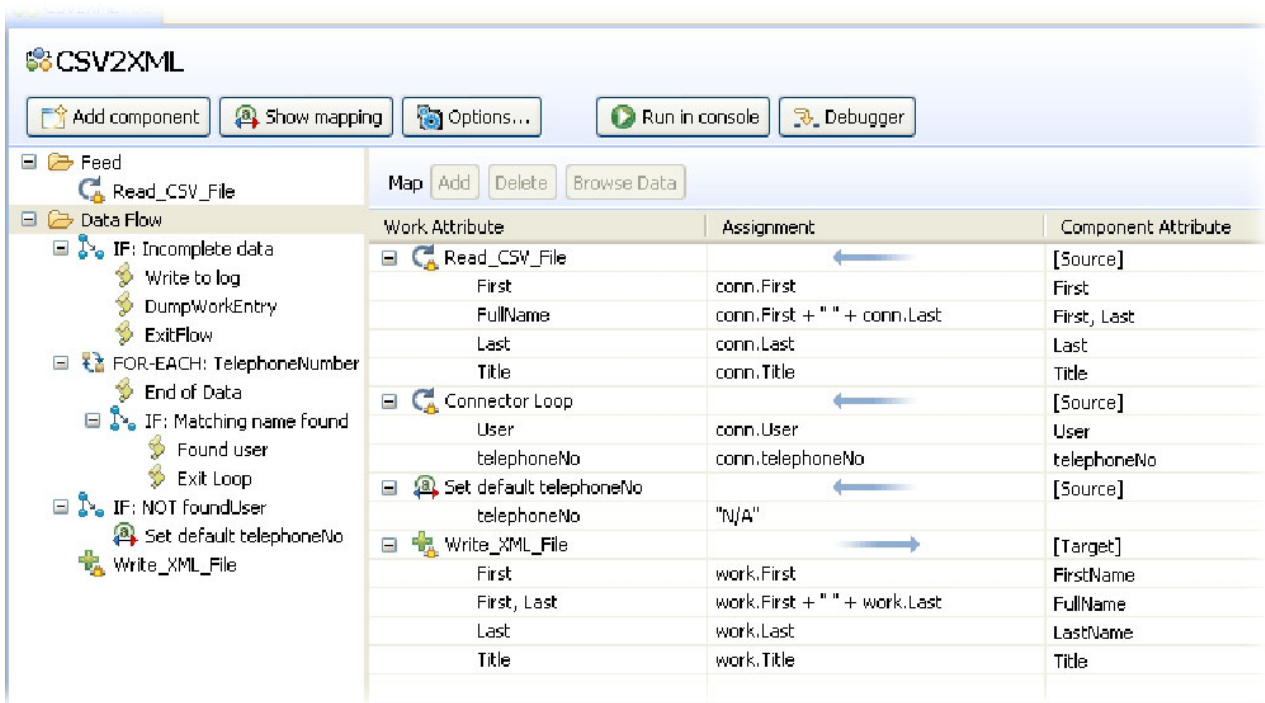 CSV2XML
Add component Show mapping Options... Run in console Debugger
Feed
Read_CSV_File
Data Flow
IF: Incomplete data
Write to log
DumpWorkEntry
ExitFlow
FOR-EACH: TelephoneNumber
End of Data
IF: Matching name found
Found user
Exit Loop
IF: NOT foundUser
Set default telephoneNo
Write_XML_File
Map Add Delete Browse Data
Work Attribute Assignment Component Attribute
Read_CSV_File [Source]
First conn.First First
FullName conn.First + " " + conn.Last First, Last
Last conn.Last Last
Title conn.Title Title
Connector Loop [Source]
User conn.User User
telephoneNo conn.telephoneNo telephoneNo
Set default telephoneNo [Source]
telephoneNo "N/A"
Write_XML_File [Target]
First work.First FirstName
First, Last work.First + " " + work.Last FullName
Last work.Last LastName
Title work.Title Title